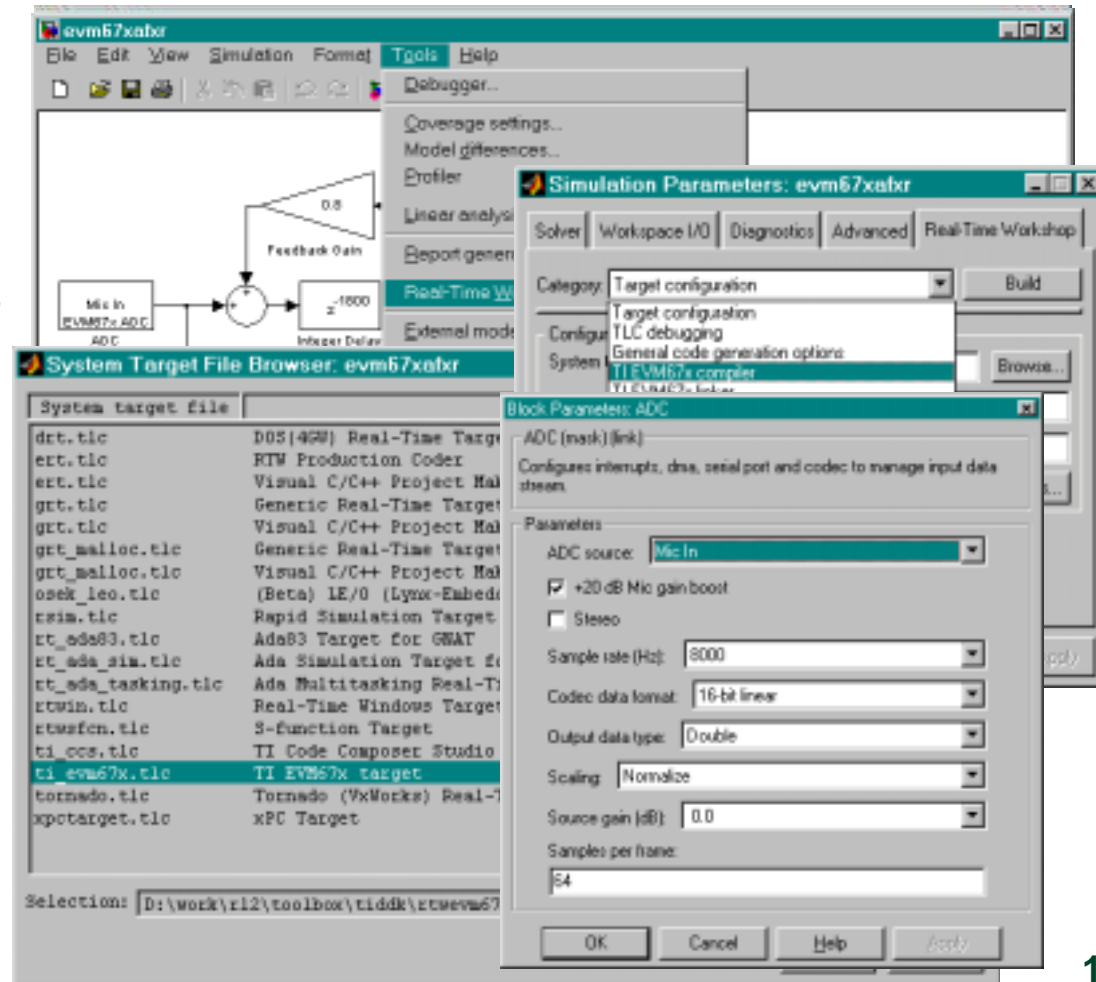 evm67xafxr
File Edit View Simulation Format Tools Help
Debugger...
Coverage settings...
Model differences...
Profiler
Linear analysi
Report gener
Real-Time W
External mode
0.8
Feedback Gain
Mic In
EVM67x ADC
ADC
+
+
z-1800
Integer Delay
Simulation Parameters: evm67xafxr
Solver Workspace I/O Diagnostics Advanced Real-Time Workshop
Category: Target configuration Build
Target configuration
TLC debugging
General code generation options
TI EVM67x compiler
TI EVM67x linker
Configur
System
Browse...
System Target File Browser: evm67xafxr
System target file
drt.tlc DOS(4GW) Real-Time Targe
ert.tlc RTW Production Coder
ert.tlc Visual C/C++ Project Mak
grt.tlc Generic Real-Time Target
grt.tlc Visual C/C++ Project Mak
grt_malloc.tlc Generic Real-Time Target
grt_malloc.tlc Visual C/C++ Project Mak
osek_leo.tlc (Beta) LE/O (Lynx-Embedd
rsim.tlc Rapid Simulation Target
rt_ada83.tlc Ada83 Target for GNAT
rt_ada_sim.tlc Ada Simulation Target fo
rt_ada_tasking.tlc Ada Multitasking Real-Ti
rtwin.tlc Real-Time Windows Target
rtwsfcn.tlc S-function Target
ti_ccs.tlc TI Code Composer Studio
ti_evm67x.tlc TI EVM67x target
tornado.tlc Tornado (VxWorks) Real-T
xpctarget.tlc xPC Target
Selection: D:\work\r12\toolbox\tiddk\rtwevm67
Block Parameters: ADC
ADC (mask) (link)
Configures interrupts, dma, serial port and codec to manage input data
stream.
Parameters
ADC source: Mic In
+20 dB Mic gain boost
Stereo
Sample rate (Hz): 8000
Codec data format: 16-bit linear
Output data type: Double
Scaling: Normalize
Source gain (dB): 0.0
Samples per frame:
64
OK Cancel Help Apply
s...
pply
1